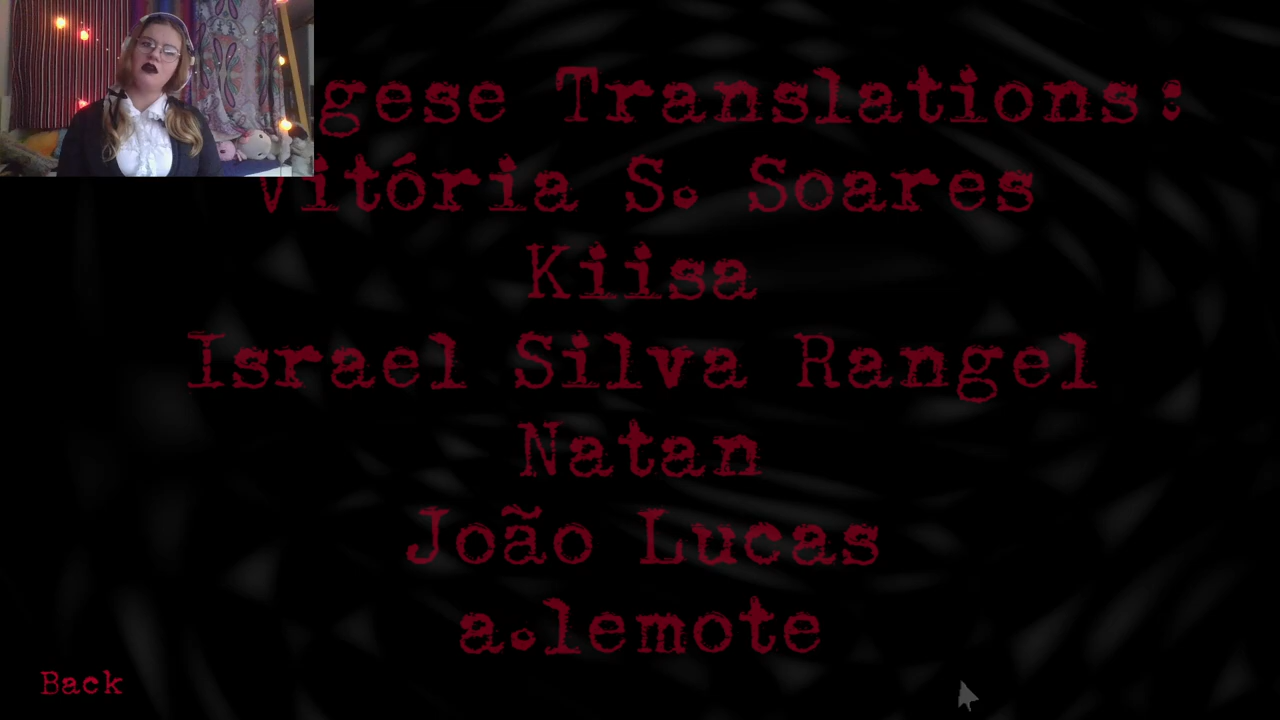 gese Translations:
Vitória S. Soares
Kiisa
Israel Silva Rangel
Natan
João Lucas
a.lemote
Back